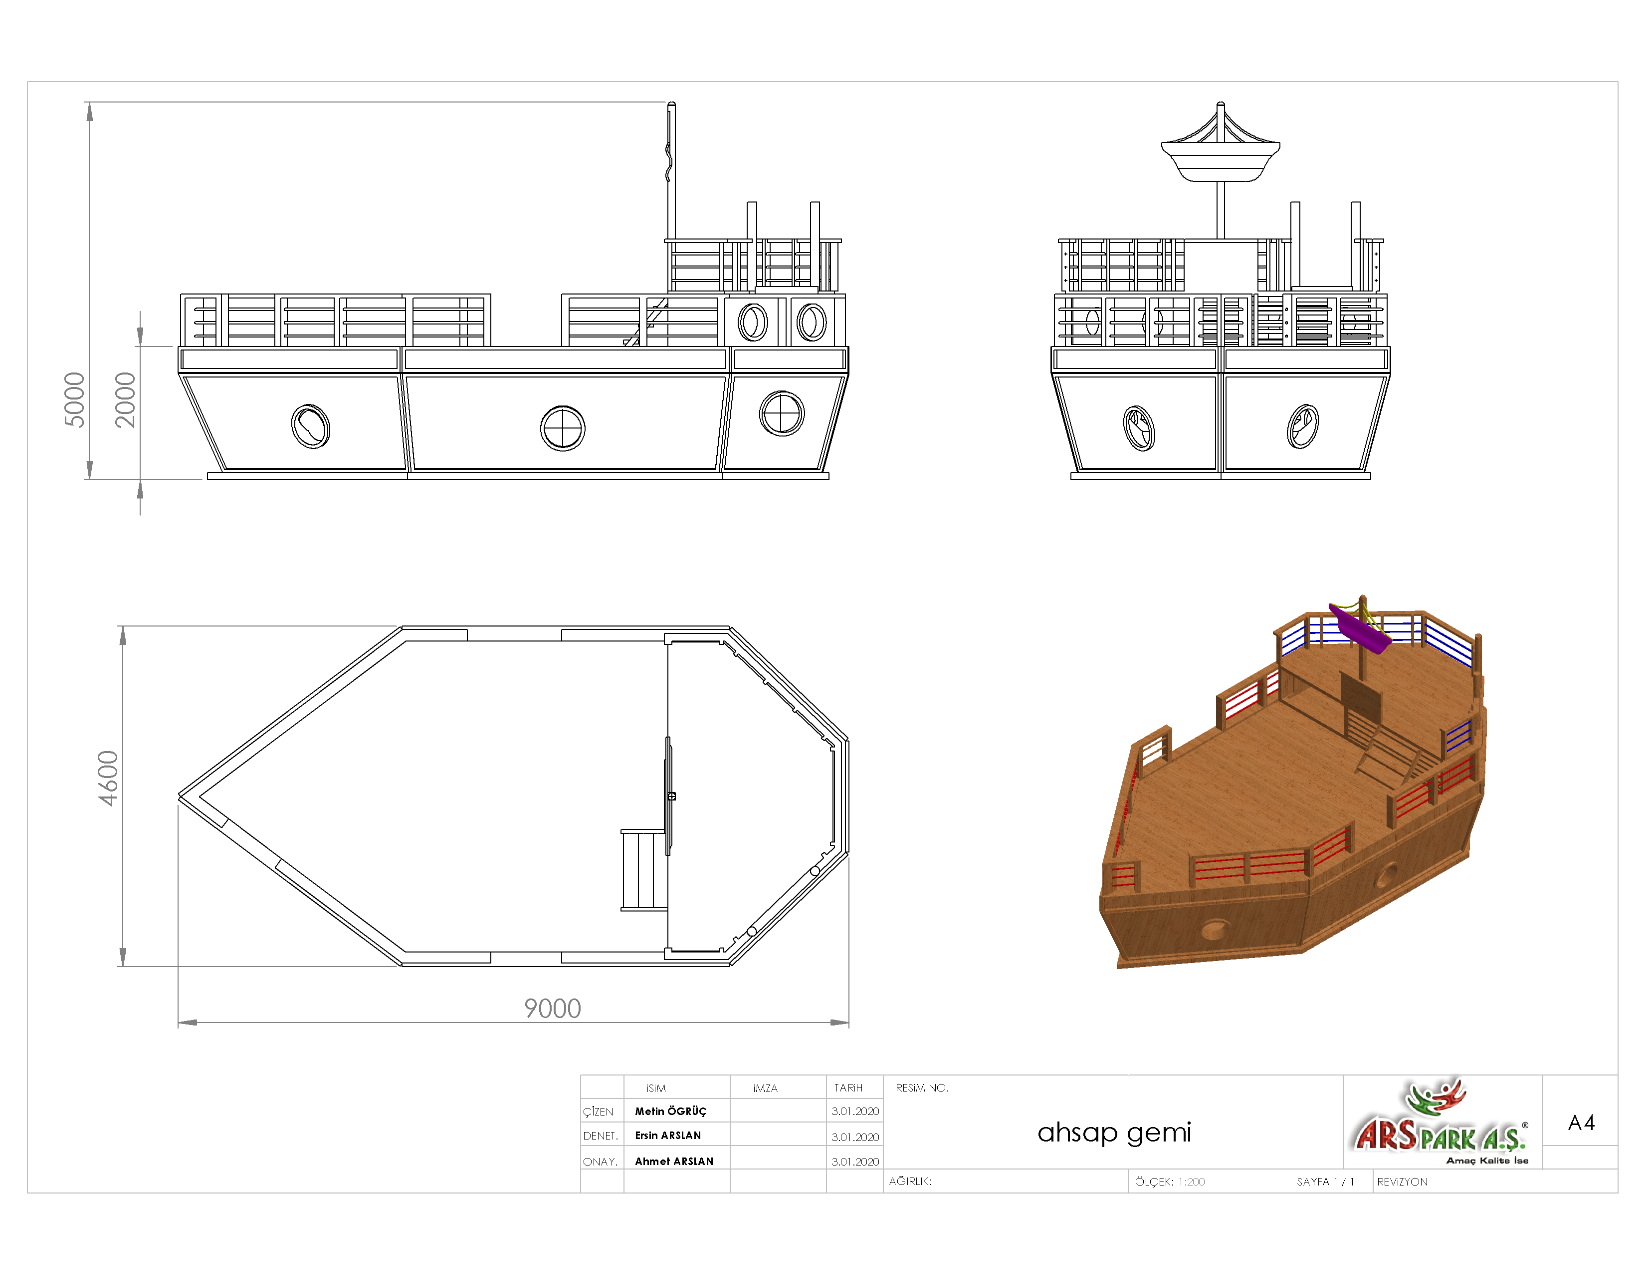 5000
2000
4600
9000
İSİM
İMZA
TARİH
RESİM NO.
ÇİZEN
Metin ÖGRÜÇ
3.01.2020
DENET.
Ersin ARSLAN
3.01.2020
ONAY.
Ahmet ARSLAN
3.01.2020
ahsap gemi
ARS PARK A.Ş.®
Amaç Kalite İse
A4
AĞIRLIK:
ÖLÇEK: 1:200
SAYFA 1 / 1
REVİZYON